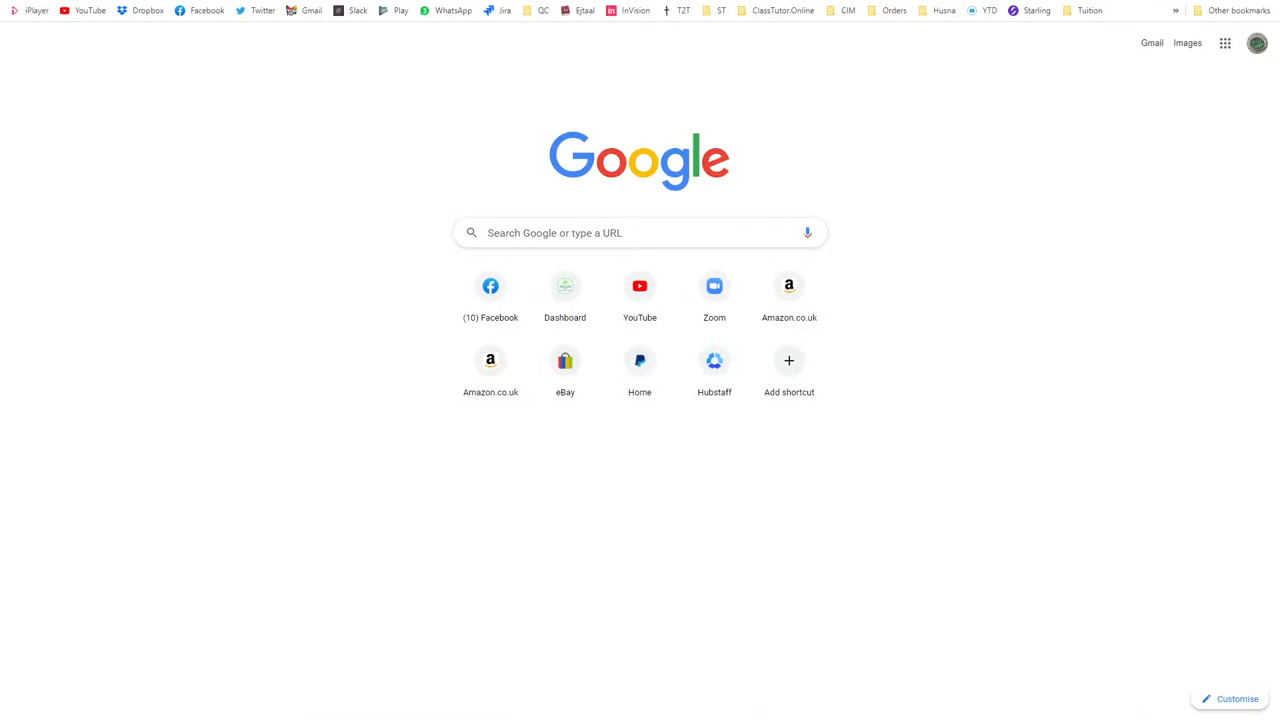 iPlayer YouTube Dropbox Facebook Twitter Gmail Slack Play WhatsApp Jira QC Ejtaal InVision T2T ST ClassTutor.Online CIM Orders Husna YTD Starling Tuition » Other bookmarks
Gmail Images
Google
Search Google or type a URL
(10) Facebook Dashboard YouTube Zoom Amazon.co.uk
Amazon.co.uk eBay Home Hubstaff Add shortcut
Customise